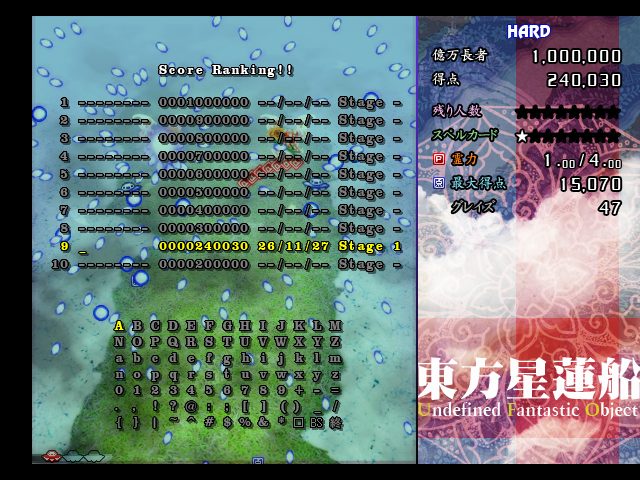 Score Ranking!!
1 -------- 0001000000 --/--/-- Stage -
2 -------- 0000900000 --/--/-- Stage -
3 -------- 0000800000 --/--/-- Stage -
4 -------- 0000700000 --/--/-- Stage -
5 -------- 0000600000 --/--/-- Stage -
6 -------- 0000500000 --/--/-- Stage -
7 -------- 0000400000 --/--/-- Stage -
8 -------- 0000300000 --/--/-- Stage -
9 _ 0000240030 26/11/27 Stage 1
10 -------- 0000200000 --/--/-- Stage -
A B C D E F G H I J K L M
N O P Q R S T U V W X Y Z
a b c d e f g h i j k l m
n o p q r s t u v w x y z
0 1 2 3 4 5 6 7 8 9 + - =
. , ! ? @ : ; [ ] ( ) _ /
{ } | ~ ^ # $ % & * □ BS 終
HARD
億万長者 1,000,000
得点 240,030
残り人数
スペルカード
P 霊力 1.00/4.00
点 最大得点 15,070
グレイズ 47
東方星蓮船
Undefined Fantastic Object